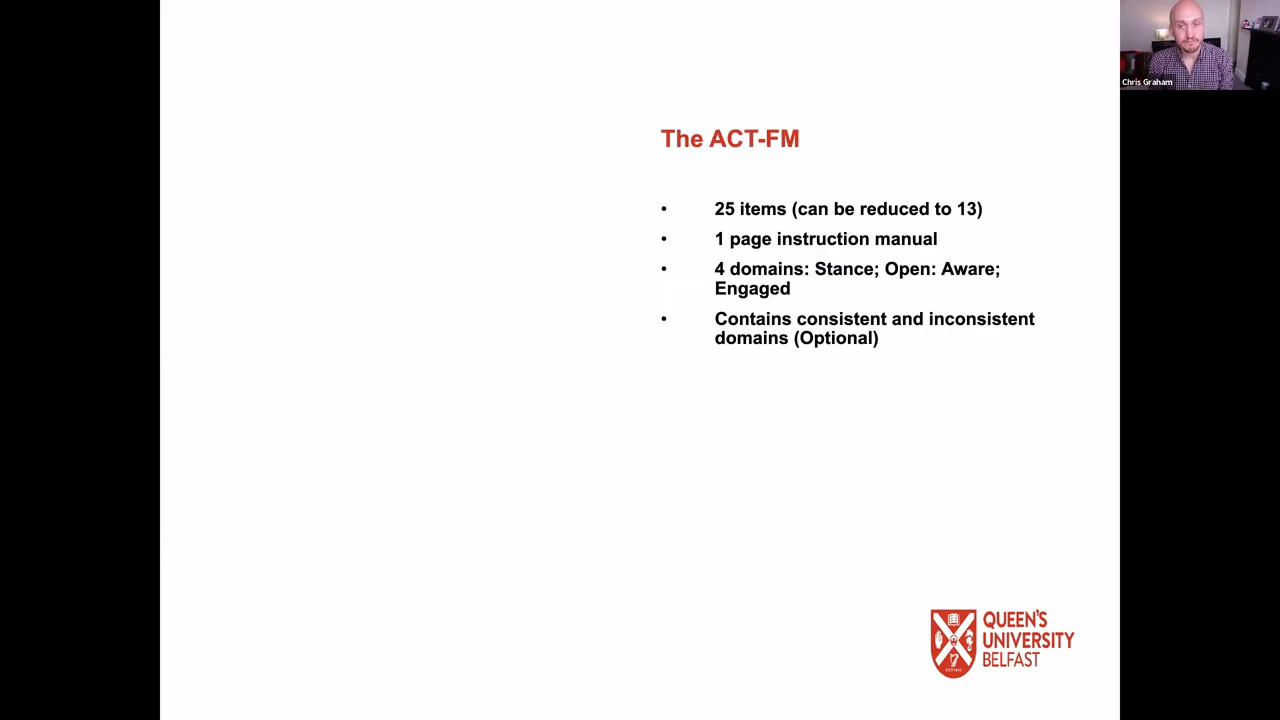 Chris Graham
The ACT-FM
• 25 items (can be reduced to 13)
• 1 page instruction manual
• 4 domains: Stance; Open: Aware;
Engaged
• Contains consistent and inconsistent
domains (Optional)
QUEEN'S
UNIVERSITY
BELFAST